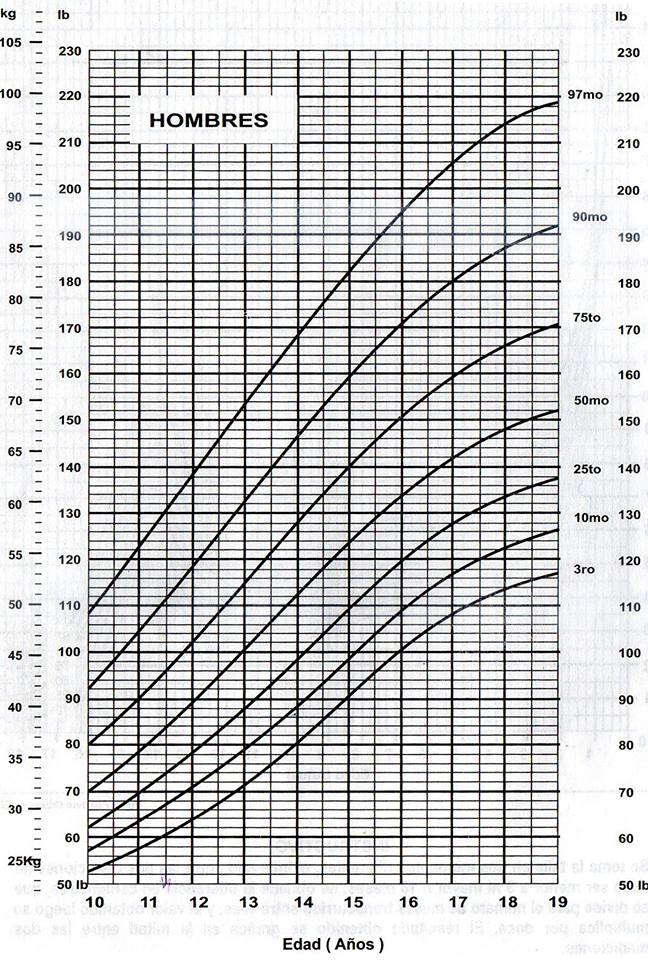 kg lb lb
105
230 230
100 220 97mo 220
HOMBRES
95 210 210
90 200 200
190 90mo 190
85
180 180
80
75to
170 170
75
160 160
70 50mo
150 150
65
140 25to 140
60
130 10mo 130
55
120 3ro 120
50 110 110
45 100 100
40 90 90
35 80 80
70 70
30
60 60
25Kg
50 lb 50 lb
10 11 12 13 14 15 16 17 18 19
Edad ( Años )